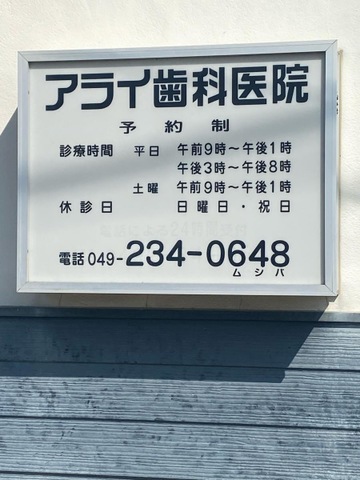 アライ歯科医院
予約制
診療時間 平日 午前9時～午後1時
午後3時～午後8時
土曜 午前9時～午後1時
休診日 日曜日・祝日
電話 049-234-0648
ムシバ